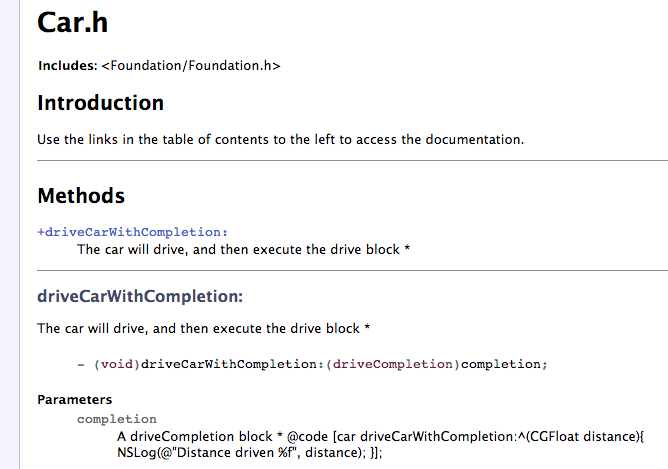 Car.h
Includes: <Foundation/Foundation.h>
Introduction
Use the links in the table of contents to the left to access the documentation.
Methods
+driveCarWithCompletion:
The car will drive, and then execute the drive block *
driveCarWithCompletion:
The car will drive, and then execute the drive block *
- (void)driveCarWithCompletion:(driveCompletion)completion;
Parameters
completion
A driveCompletion block * @code [car driveCarWithCompletion:^(CGFloat distance){
NSLog(@"Distance driven %f", distance); }];